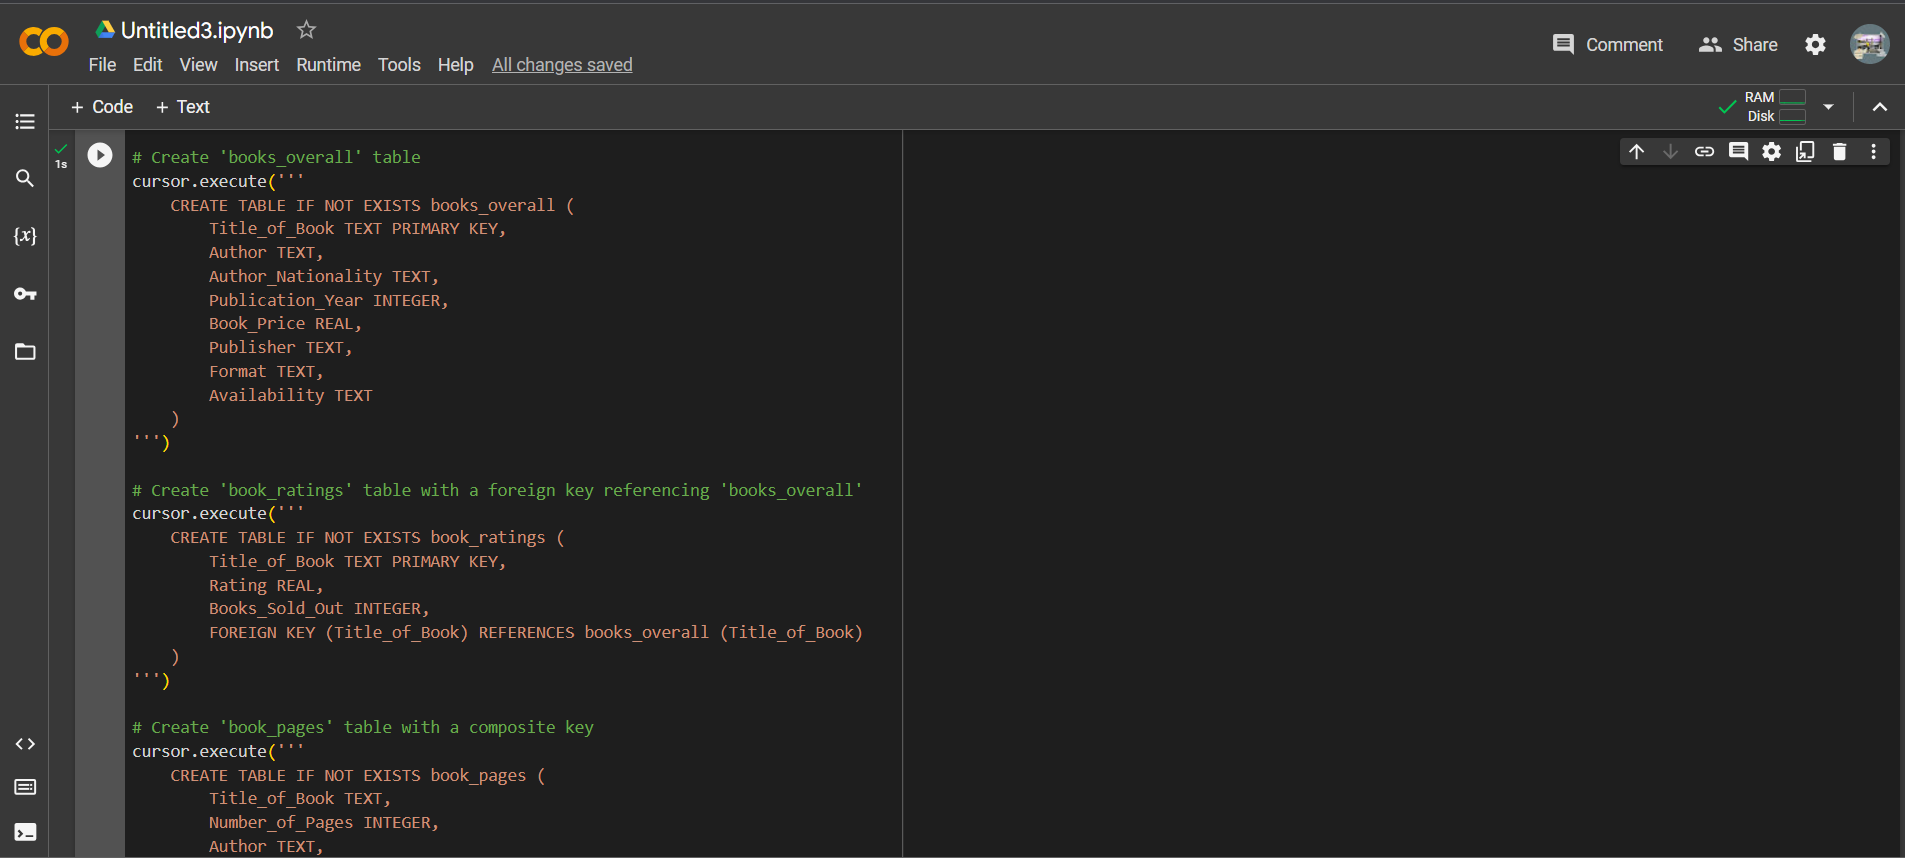 Untitled3.ipynb
File Edit View Insert Runtime Tools Help All changes saved
Comment Share
+ Code + Text
RAM
Disk
1s
{x}
# Create 'books_overall' table
cursor.execute('''
    CREATE TABLE IF NOT EXISTS books_overall (
        Title_of_Book TEXT PRIMARY KEY,
        Author TEXT,
        Author_Nationality TEXT,
        Publication_Year INTEGER,
        Book_Price REAL,
        Publisher TEXT,
        Format TEXT,
        Availability TEXT
    )
''')
# Create 'book_ratings' table with a foreign key referencing 'books_overall'
cursor.execute('''
    CREATE TABLE IF NOT EXISTS book_ratings (
        Title_of_Book TEXT PRIMARY KEY,
        Rating REAL,
        Books_Sold_Out INTEGER,
        FOREIGN KEY (Title_of_Book) REFERENCES books_overall (Title_of_Book)
    )
''')
# Create 'book_pages' table with a composite key
cursor.execute('''
    CREATE TABLE IF NOT EXISTS book_pages (
        Title_of_Book TEXT,
        Number_of_Pages INTEGER,
        Author TEXT,